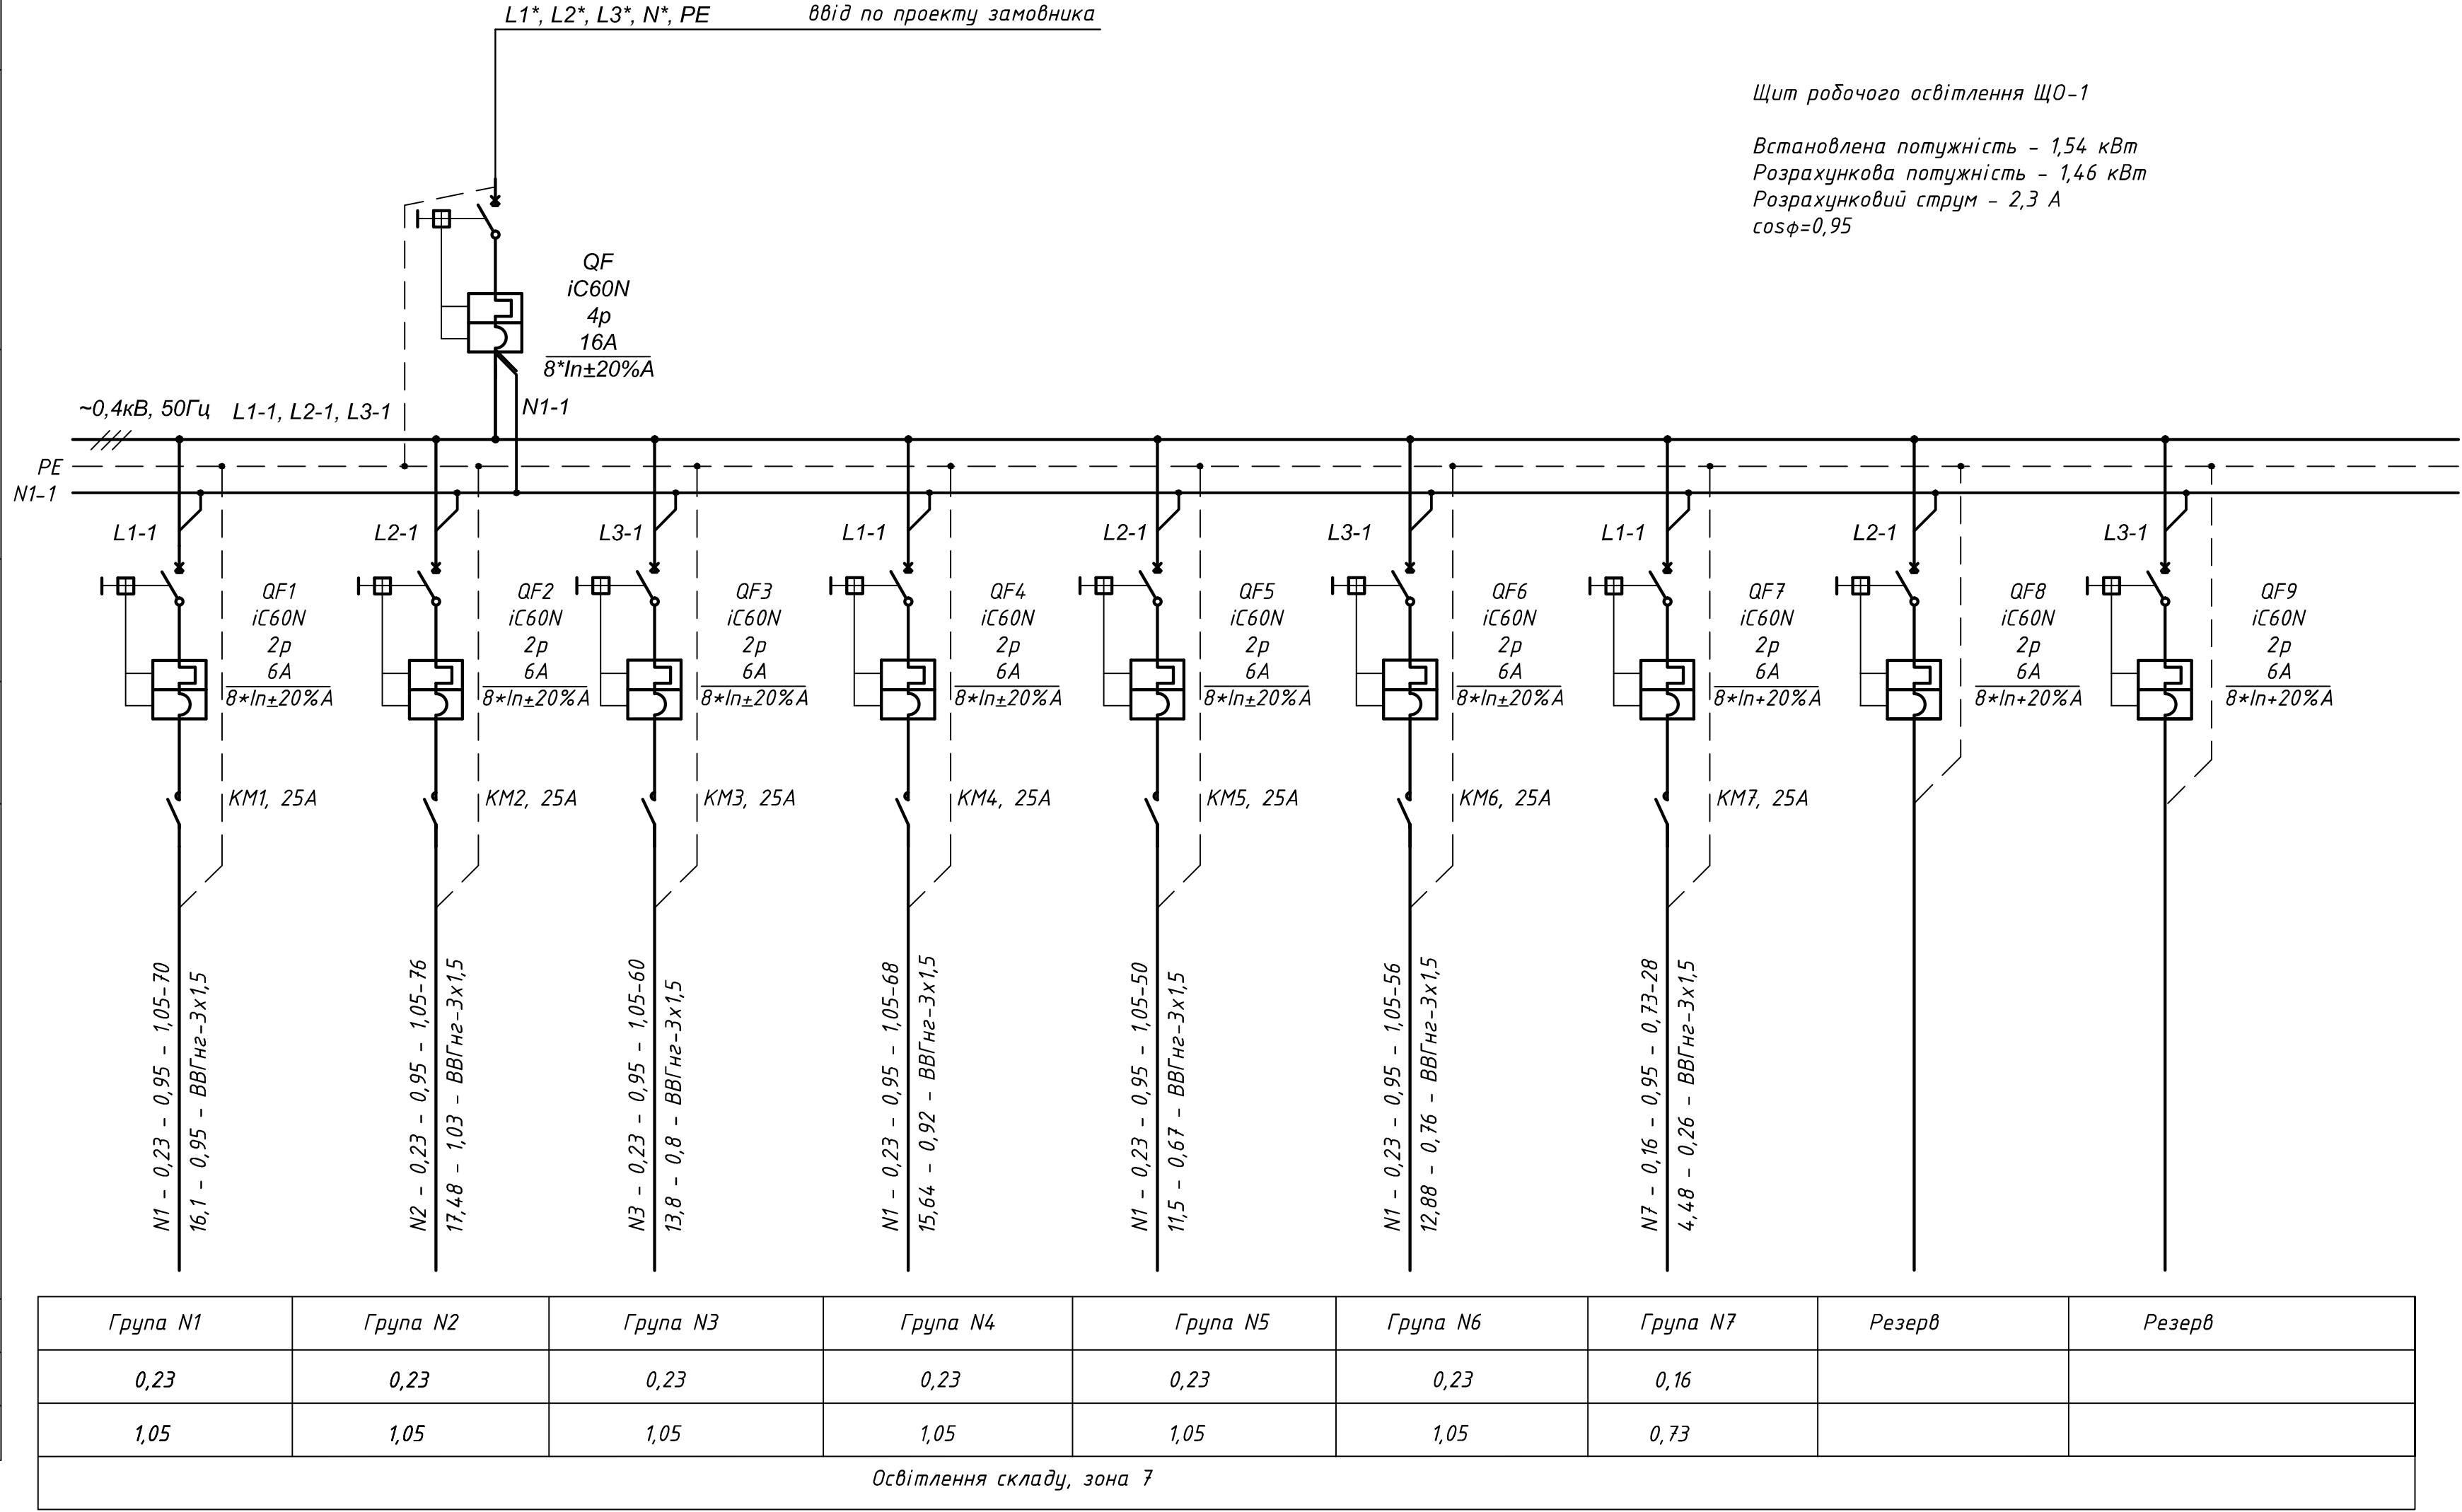 L1*, L2*, L3*, N*, PE ввід по проекту замовника
Щит робочого освітлення ЩО-1
Встановлена потужність - 1,54 кВт
Розрахункова потужність - 1,46 кВт
Розрахунковий струм - 2,3 А
cosφ=0,95
QF
iC60N
4p
16A
8*In±20%A
~0,4кВ, 50Гц L1-1, L2-1, L3-1
N1-1
PE
N1-1
L1-1
L2-1
L3-1
L1-1
L2-1
L3-1
L1-1
L2-1
L3-1
QF1
iC60N
2p
6A
8*In±20%A
QF2
iC60N
2p
6A
8*In±20%A
QF3
iC60N
2p
6A
8*In±20%A
QF4
iC60N
2p
6A
8*In±20%A
QF5
iC60N
2p
6A
8*In±20%A
QF6
iC60N
2p
6A
8*In±20%A
QF7
iC60N
2p
6A
8*In+20%A
QF8
iC60N
2p
6A
8*In+20%A
QF9
iC60N
2p
6A
8*In+20%A
КМ1, 25А
КМ2, 25А
КМ3, 25А
КМ4, 25А
КМ5, 25А
КМ6, 25А
КМ7, 25А
N1 - 0,23 - 0,95 - 1,05-70
16,1 - 0,95 - ВВГнг-3х1,5
N2 - 0,23 - 0,95 - 1,05-76
17,48 - 1,03 - ВВГнг-3х1,5
N3 - 0,23 - 0,95 - 1,05-60
13,8 - 0,8 - ВВГнг-3х1,5
N1 - 0,23 - 0,95 - 1,05-68
15,64 - 0,92 - ВВГнг-3х1,5
N1 - 0,23 - 0,95 - 1,05-50
11,5 - 0,67 - ВВГнг-3х1,5
N1 - 0,23 - 0,95 - 1,05-56
12,88 - 0,76 - ВВГнг-3х1,5
N7 - 0,16 - 0,95 - 0,73-28
4,48 - 0,26 - ВВГнг-3х1,5
Група N1 Група N2 Група N3 Група N4 Група N5 Група N6 Група N7 Резерв Резерв
0,23 0,23 0,23 0,23 0,23 0,23 0,16
1,05 1,05 1,05 1,05 1,05 1,05 0,73
Освітлення складу, зона 7